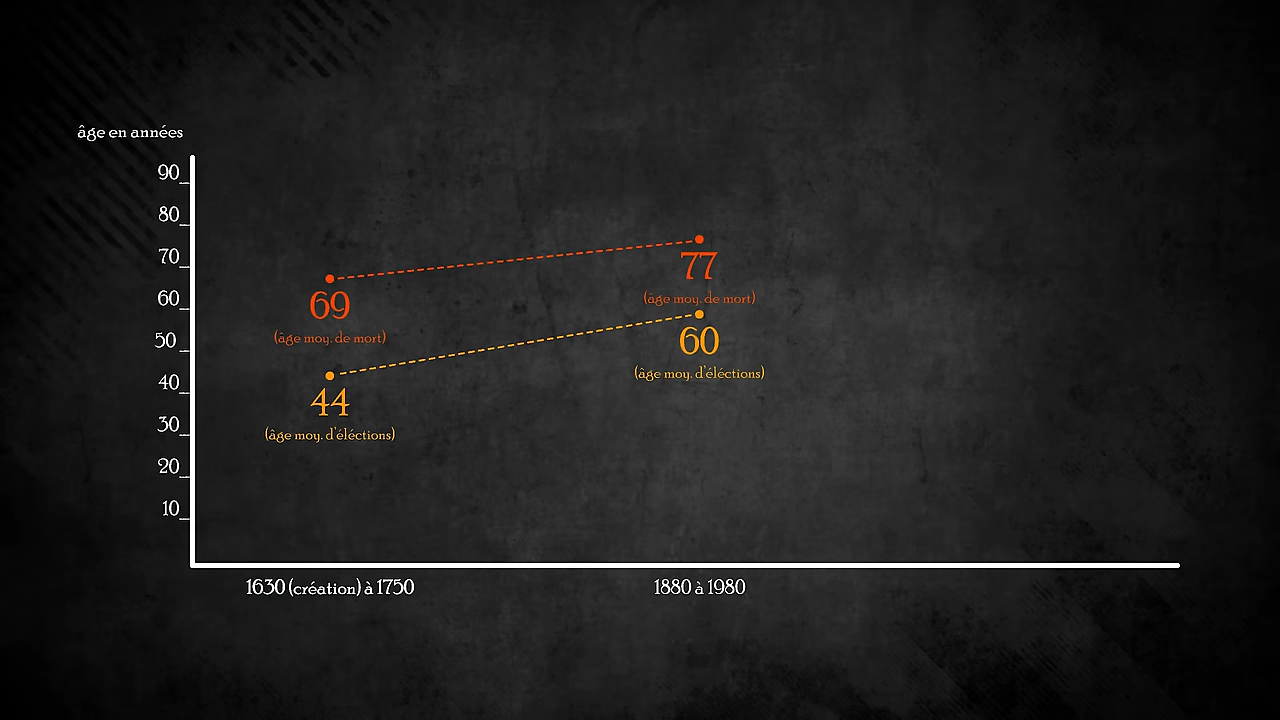 âge en années
90
80
70
60
50
40
30
20
10
69
(âge moy. de mort)
77
(âge moy. de mort)
44
(âge moy. d'éléctions)
60
(âge moy. d'éléctions)
1630 (création) à 1750
1880 à 1980